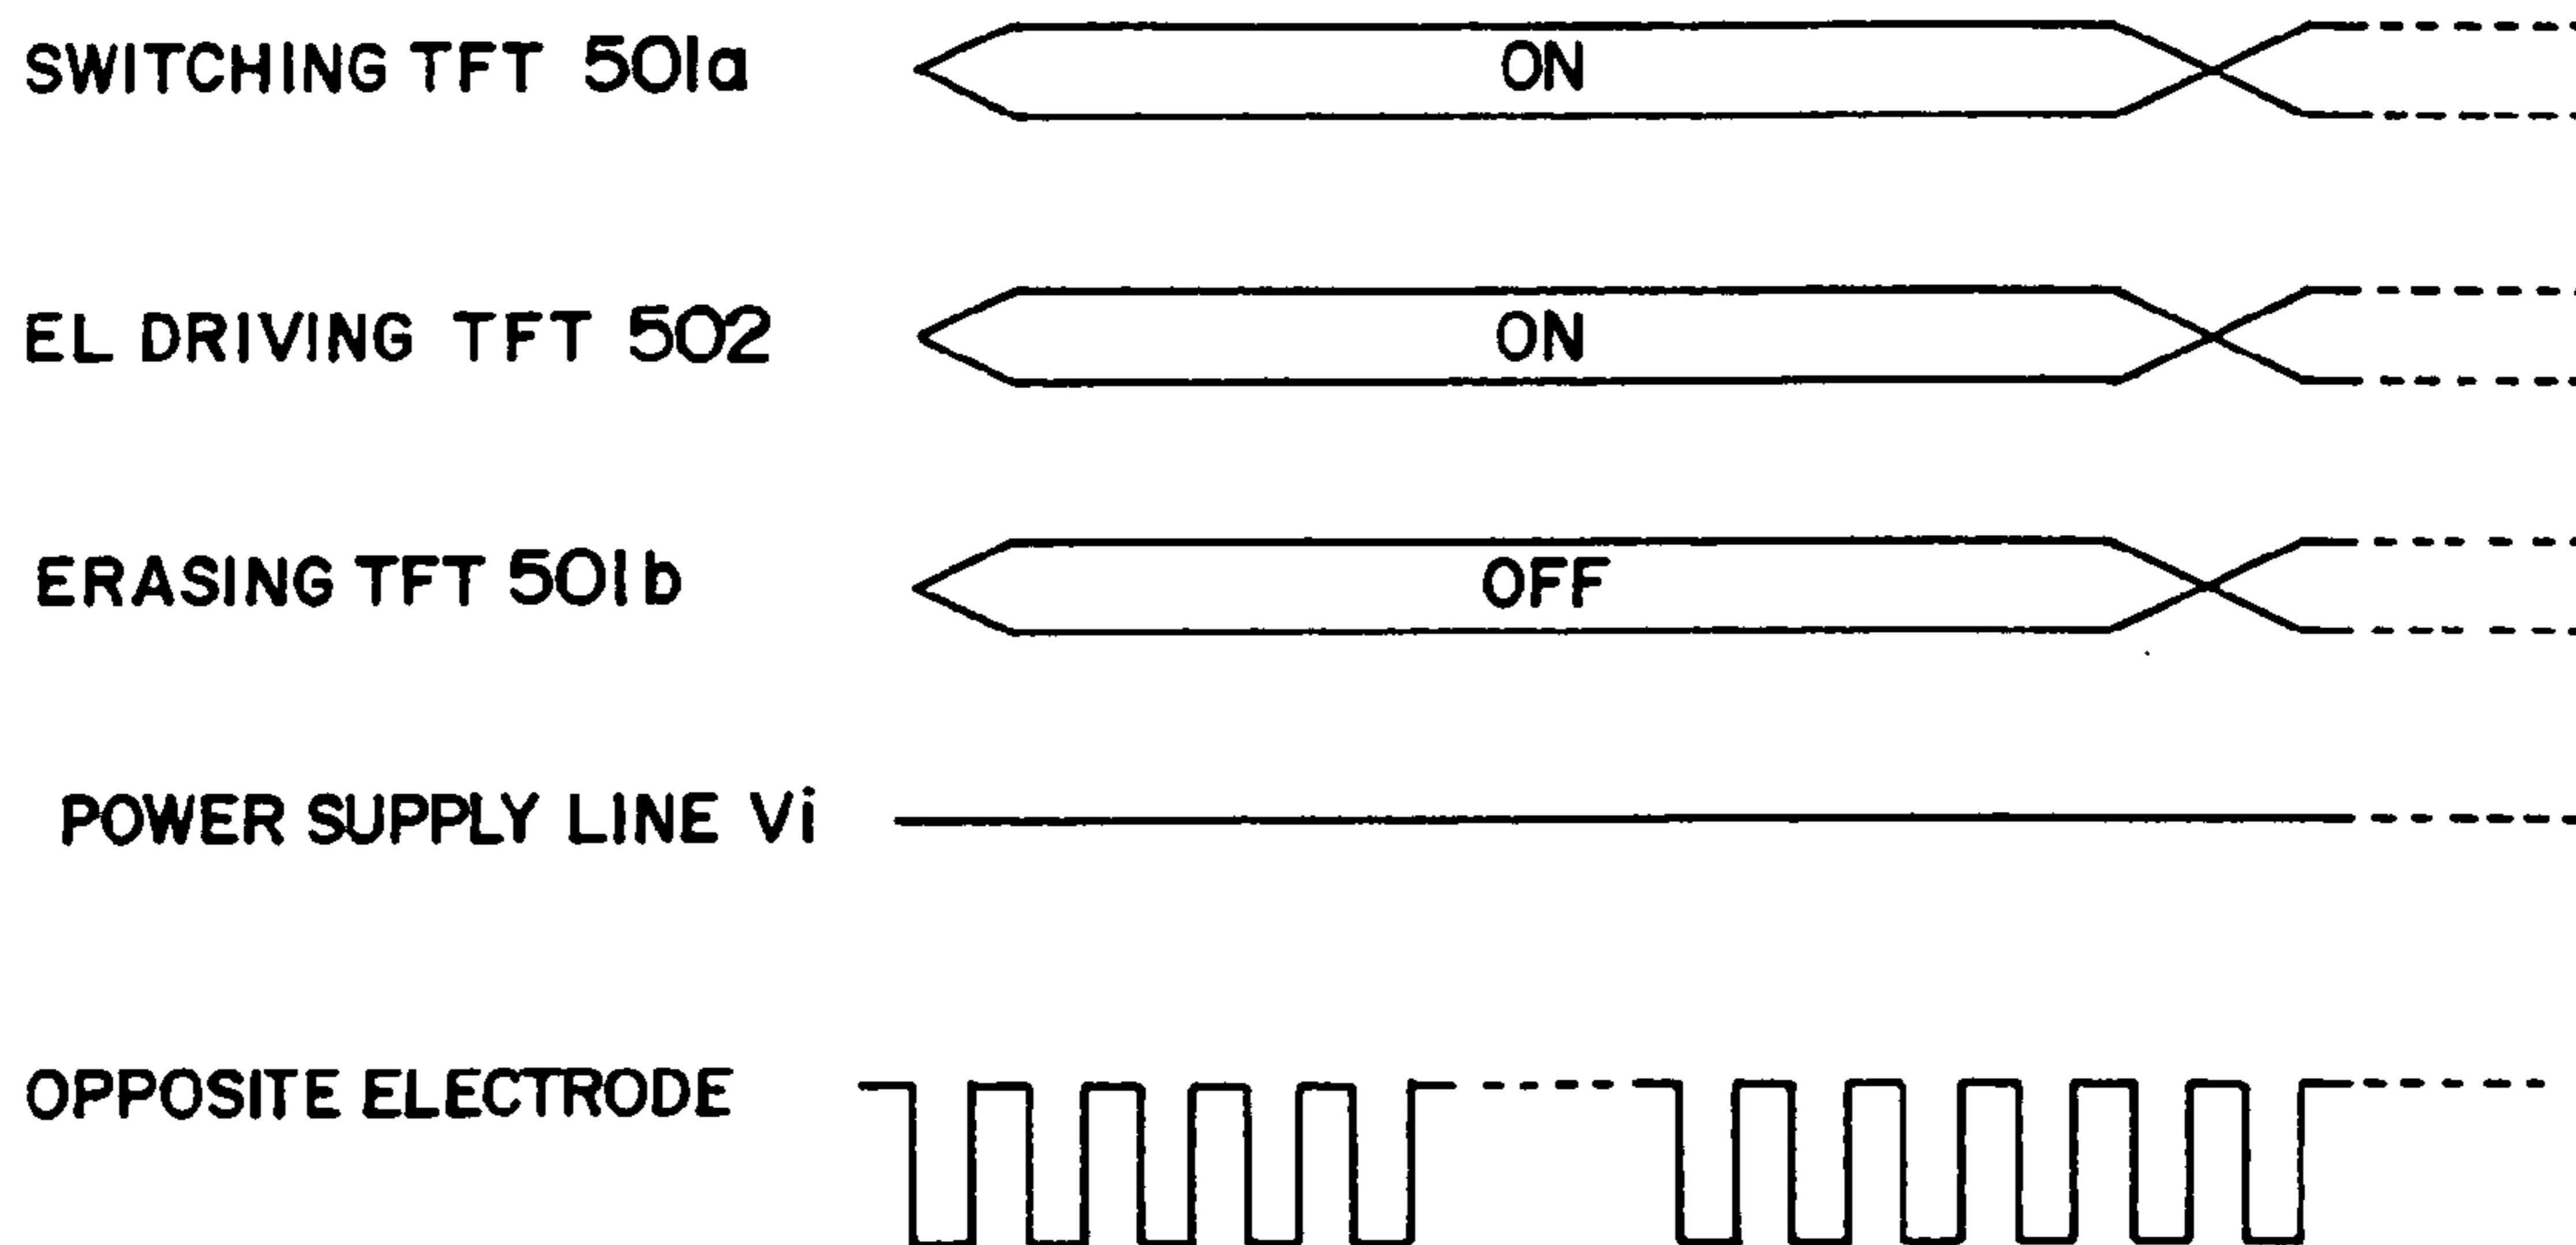 SWITCHING TFT 501a
ON
EL DRIVING TFT 502
ON
ERASING TFT 501b
OFF
POWER SUPPLY LINE Vi
OPPOSITE ELECTRODE